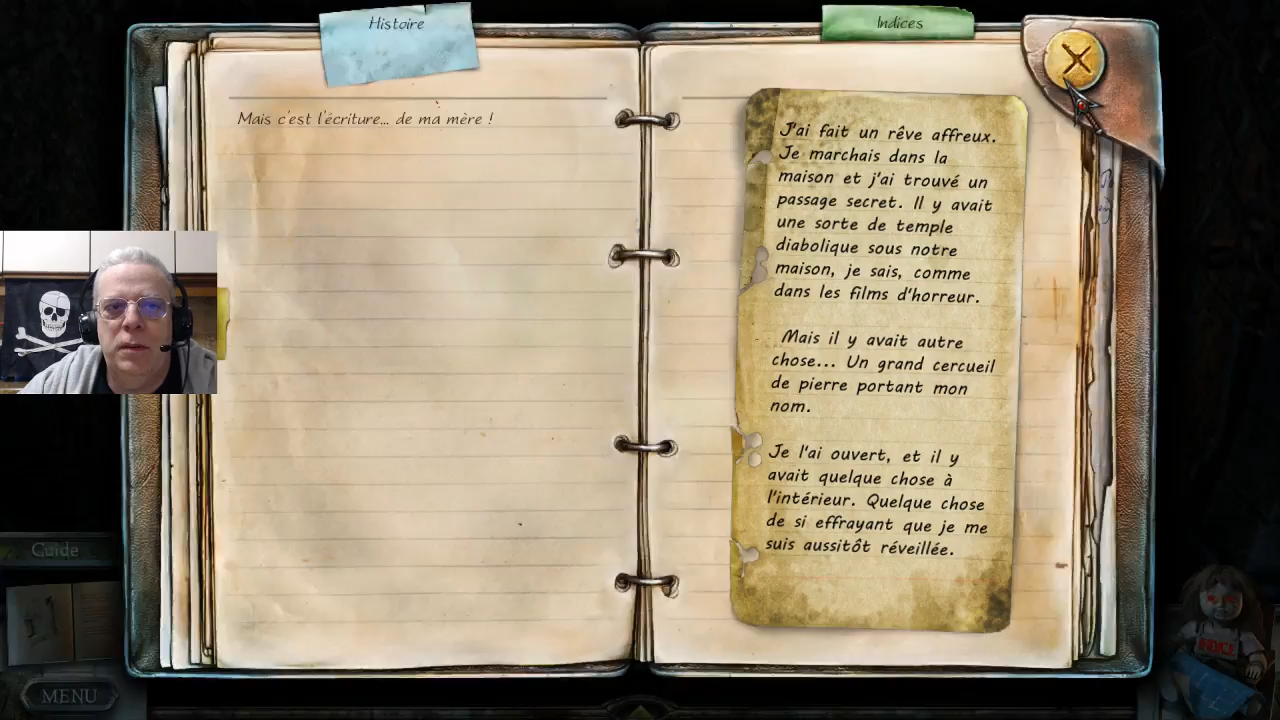 Histoire
Indices
Mais c'est l'écriture... de ma mère !
J'ai fait un rêve affreux.
Je marchais dans la
maison et j'ai trouvé un
passage secret. Il y avait
une sorte de temple
diabolique sous notre
maison, je sais, comme
dans les films d'horreur.
Mais il y avait autre
chose... Un grand cercueil
de pierre portant mon
nom.
Je l'ai ouvert, et il y
avait quelque chose à
l'intérieur. Quelque chose
de si effrayant que je me
suis aussitôt réveillée.
Guide
MENU